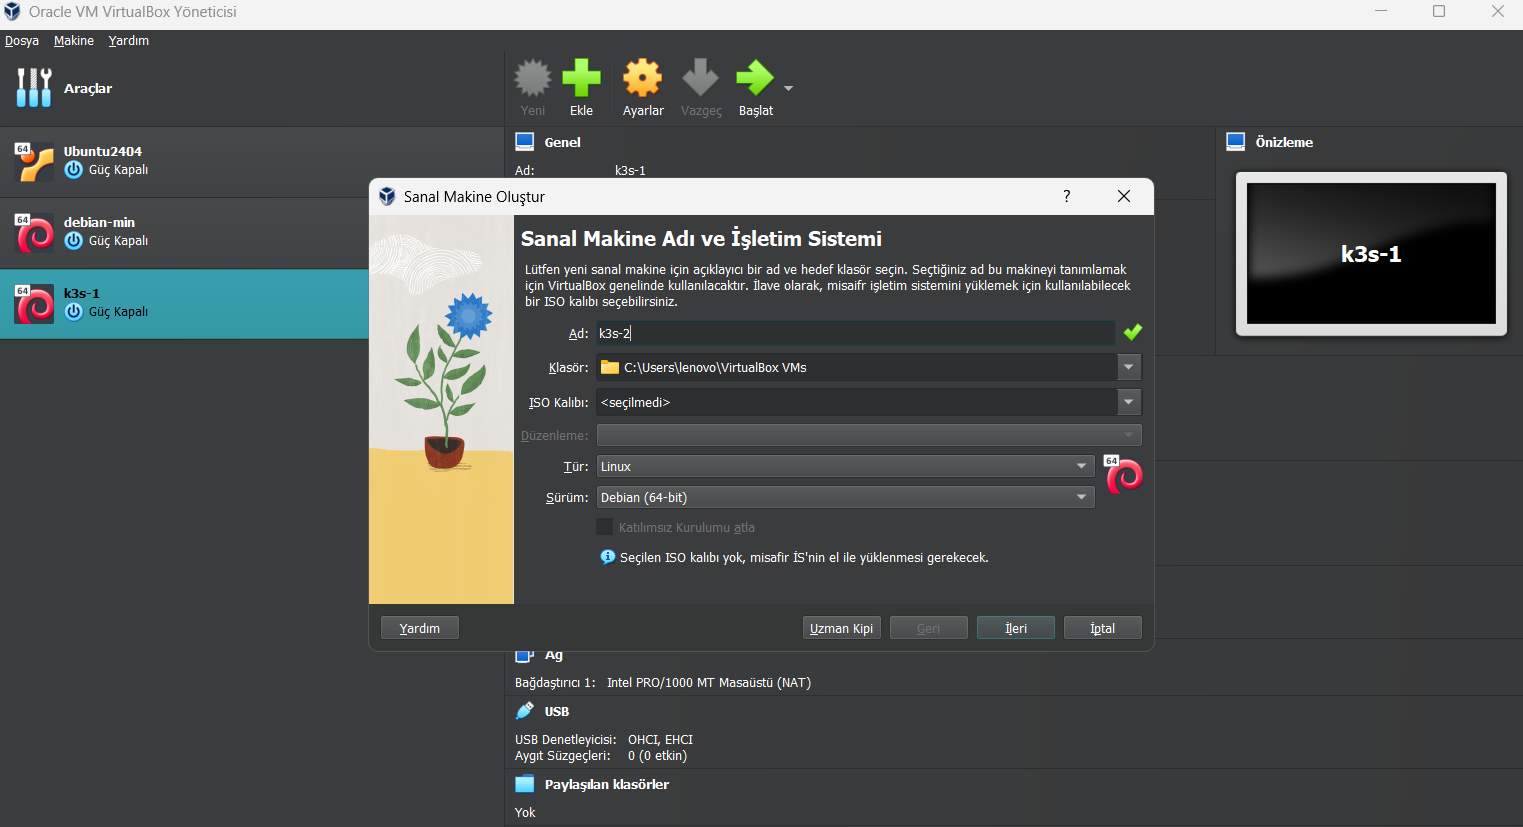 Oracle VM VirtualBox Yöneticisi
Dosya Makine Yardım
Araçlar
Yeni Ekle Ayarlar Vazgeç Başlat
64
Ubuntu2404
Güç Kapalı
64
debian-min
Güç Kapalı
64
k3s-1
Güç Kapalı
Genel
Ad: k3s-1
Önizleme
k3s-1
Sanal Makine Oluştur ?
Sanal Makine Adı ve İşletim Sistemi
Lütfen yeni sanal makine için açıklayıcı bir ad ve hedef klasör seçin. Seçtiğiniz ad bu makineyi tanımlamak
için VirtualBox genelinde kullanılacaktır. İlave olarak, misaifr işletim sistemini yüklemek için kullanılabilecek
bir ISO kalıbı seçebilirsiniz.
Ad: k3s-2
Klasör: C:\Users\lenovo\VirtualBox VMs
ISO Kalıbı: <seçilmedi>
Düzenleme:
Tür: Linux
64
Sürüm: Debian (64-bit)
Katılımsız Kurulumu atla
Seçilen ISO kalıbı yok, misafir İS'nin el ile yüklenmesi gerekecek.
Yardım Uzman Kipi Geri İleri İptal
Ağ
Bağdaştırıcı 1: Intel PRO/1000 MT Masaüstü (NAT)
USB
USB Denetleyicisi: OHCI, EHCI
Aygıt Süzgeçleri: 0 (0 etkin)
Paylaşılan klasörler
Yok